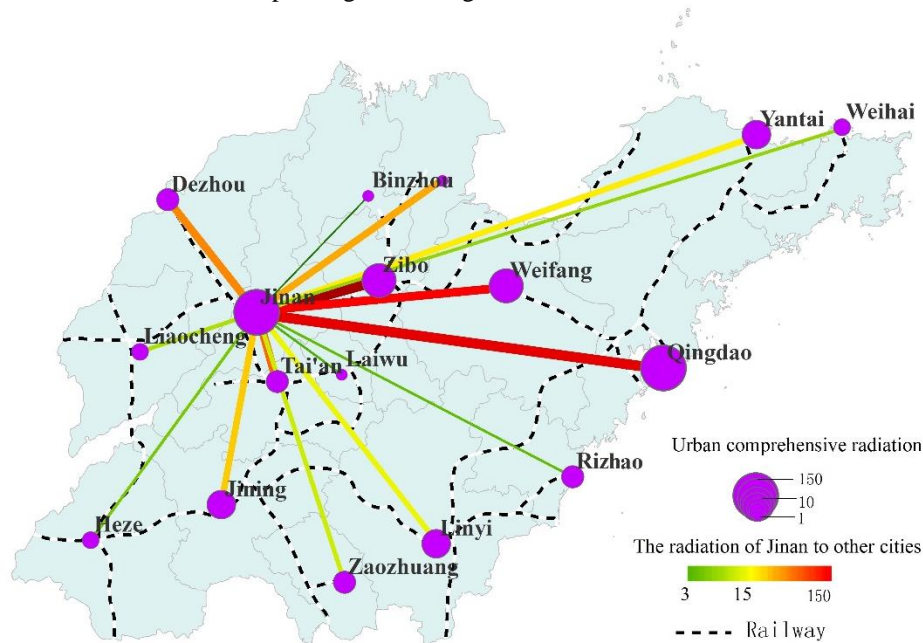 Yantai
Weihai
Dezhou
Binzhou
Zibo
Weifang
Jinan
Liaocheng
Tai'an
Laiwu
Qingdao
Rizhao
Jining
Heze
Linyi
Zaozhuang
Urban comprehensive radiation
150
10
1
The radiation of Jinan to other cities
3 15 150
Railway